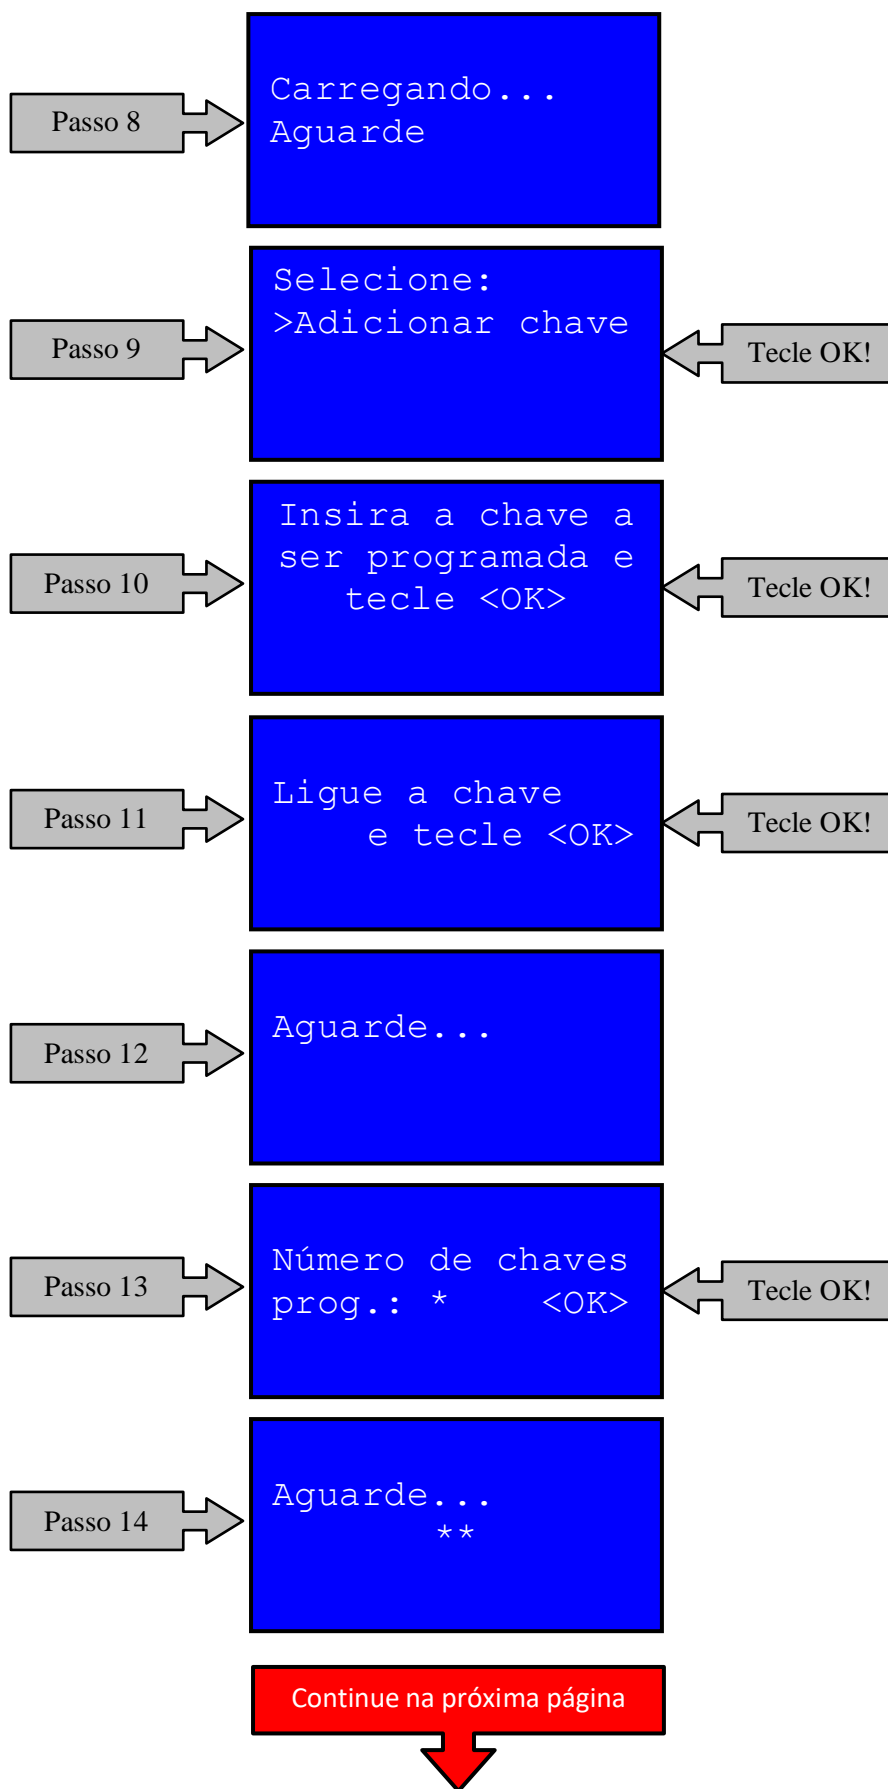 Passo 8
Carregando...
Aguarde
Passo 9
Selecione:
>Adicionar chave
Tecle OK!
Passo 10
Insira a chave a
ser programada e
tecle <OK>
Tecle OK!
Passo 11
Ligue a chave
e tecle <OK>
Tecle OK!
Passo 12
Aguarde...
Passo 13
Número de chaves
prog.: * <OK>
Tecle OK!
Passo 14
Aguarde...
**
Continue na próxima página